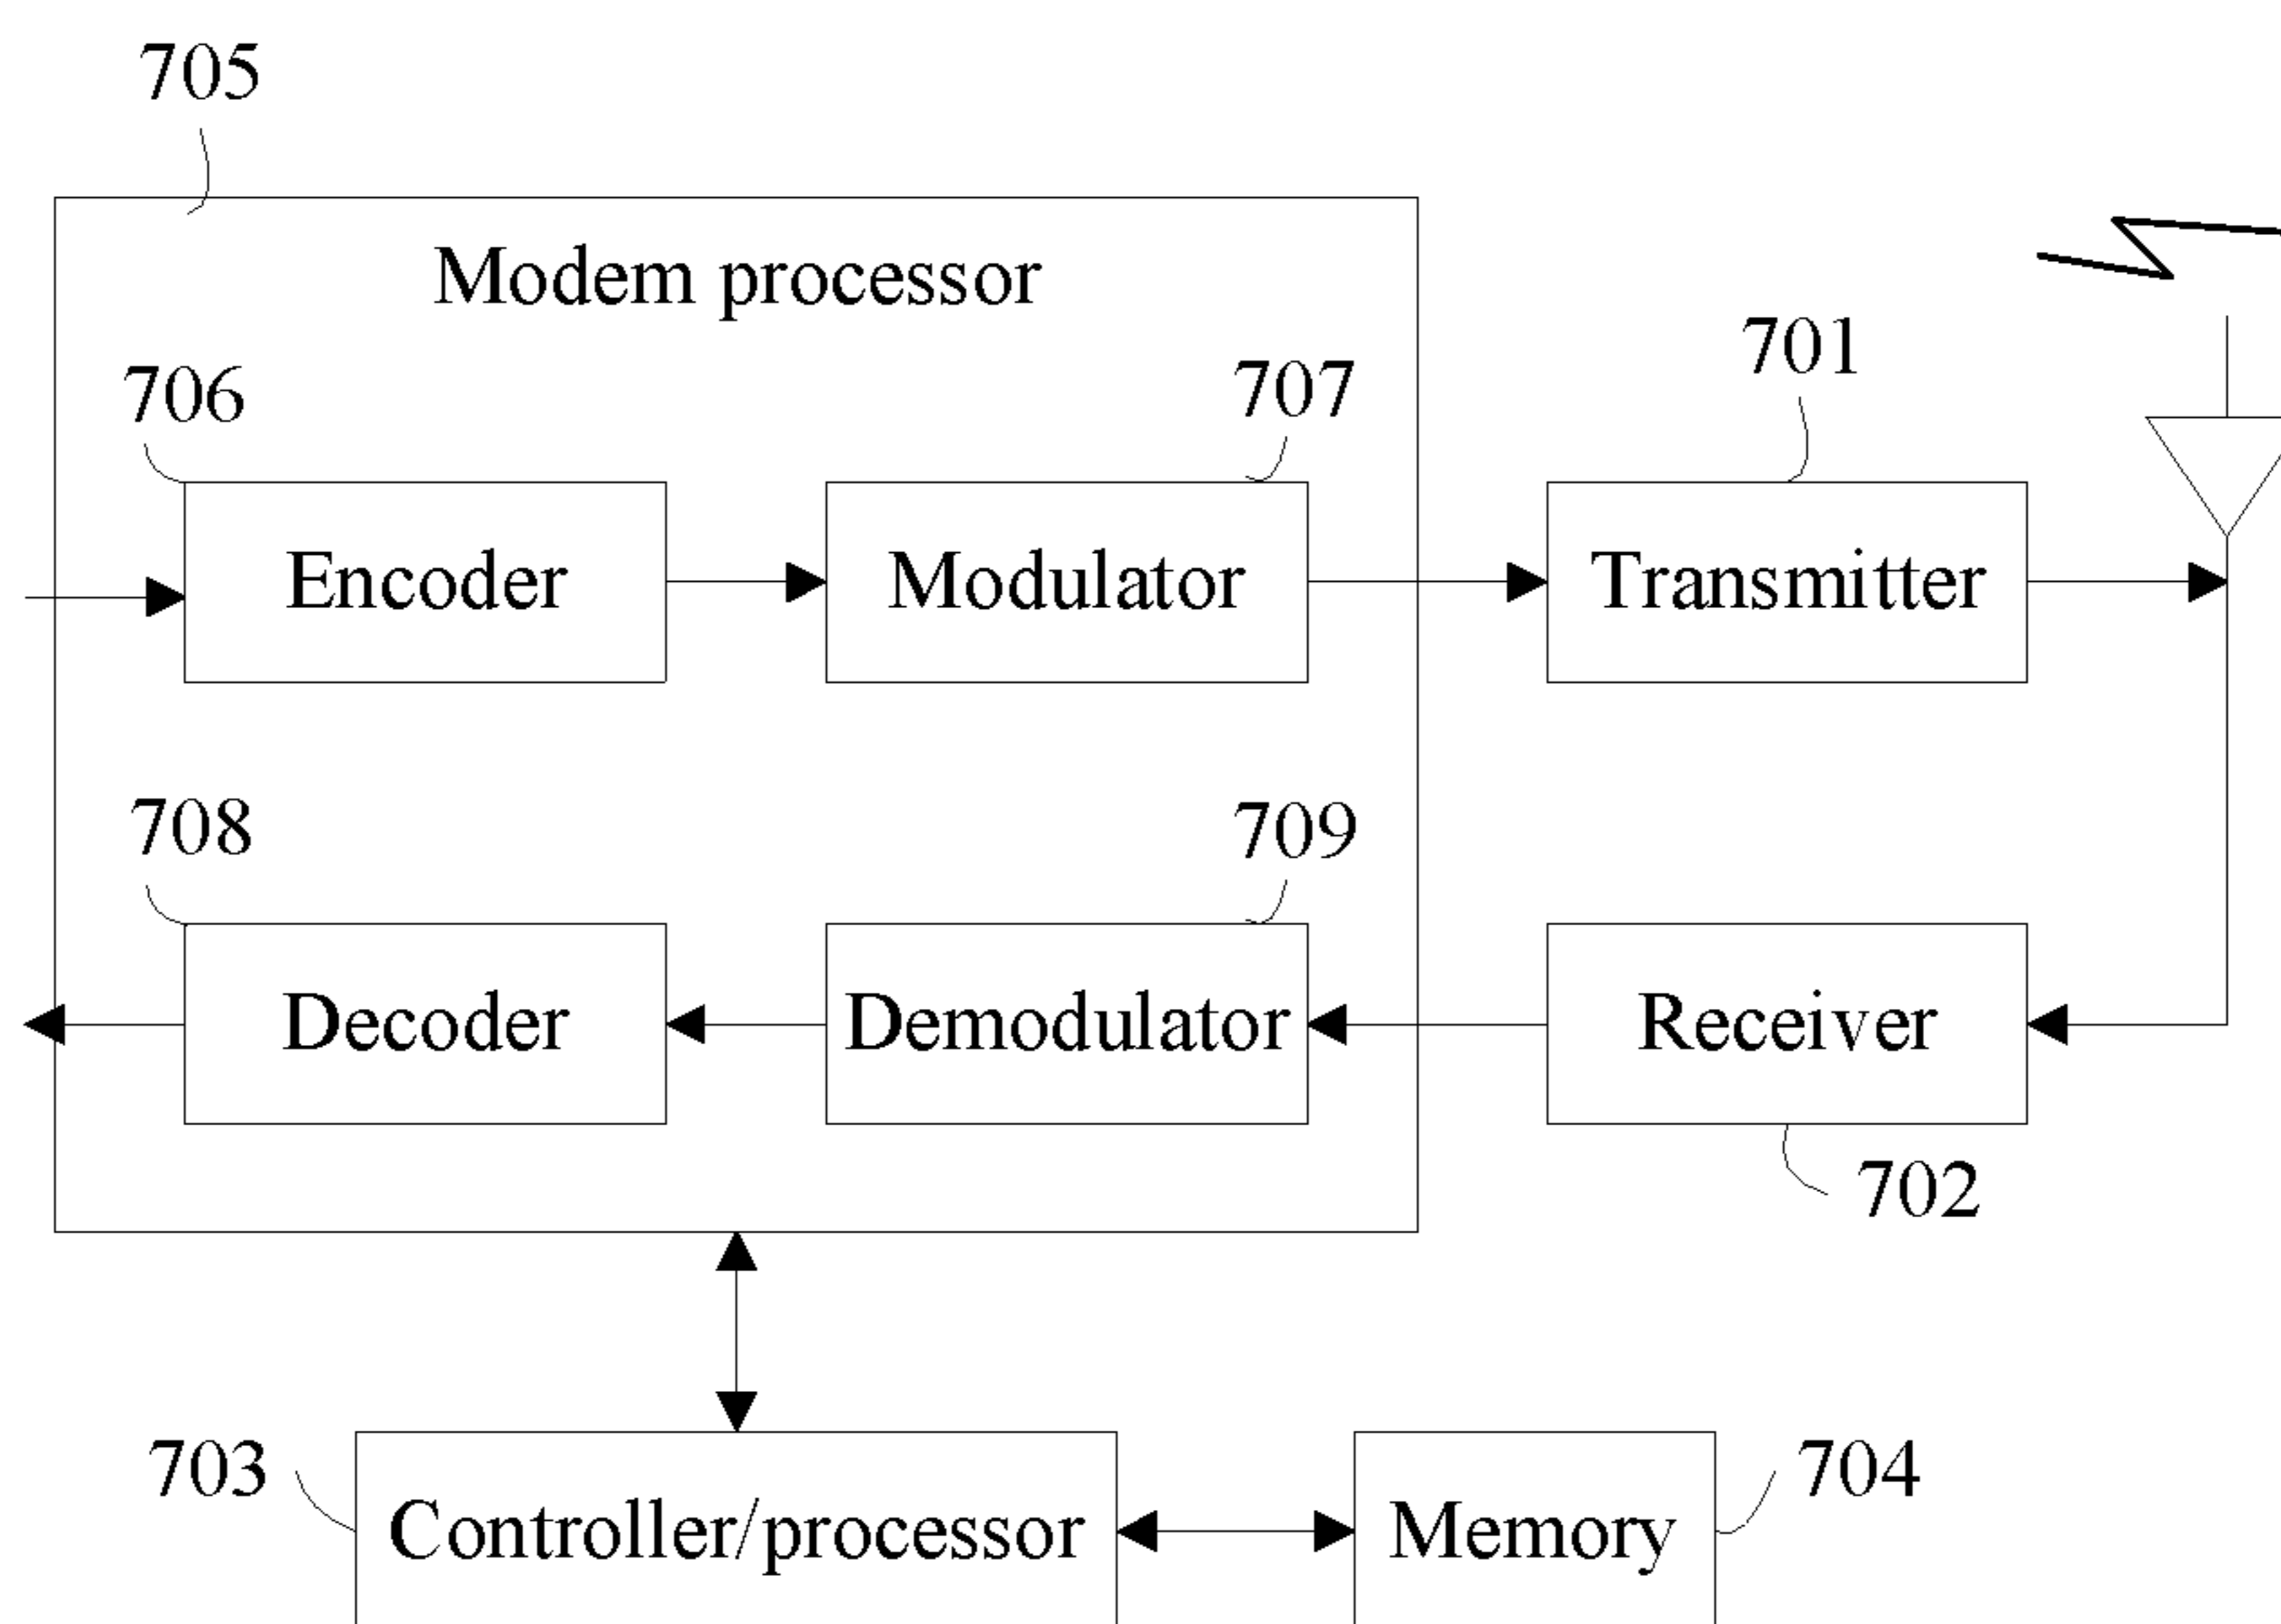 705
Modem processor
701
706
707
Encoder
Modulator
Transmitter
708
709
Decoder
Demodulator
Receiver
702
703
704
Controller/processor
Memory